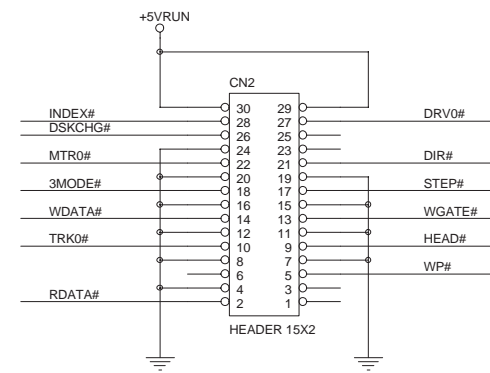 +5VRUN
CN2
30 29
INDEX# 28 27 DRV0#
DSKCHG# 26 25
24 23
MTR0# 22 21 DIR#
20 19
3MODE# 18 17 STEP#
16 15
WDATA# 14 13 WGATE#
12 11
TRK0# 10 9 HEAD#
8 7
6 5 WP#
4 3
RDATA# 2 1
HEADER 15X2